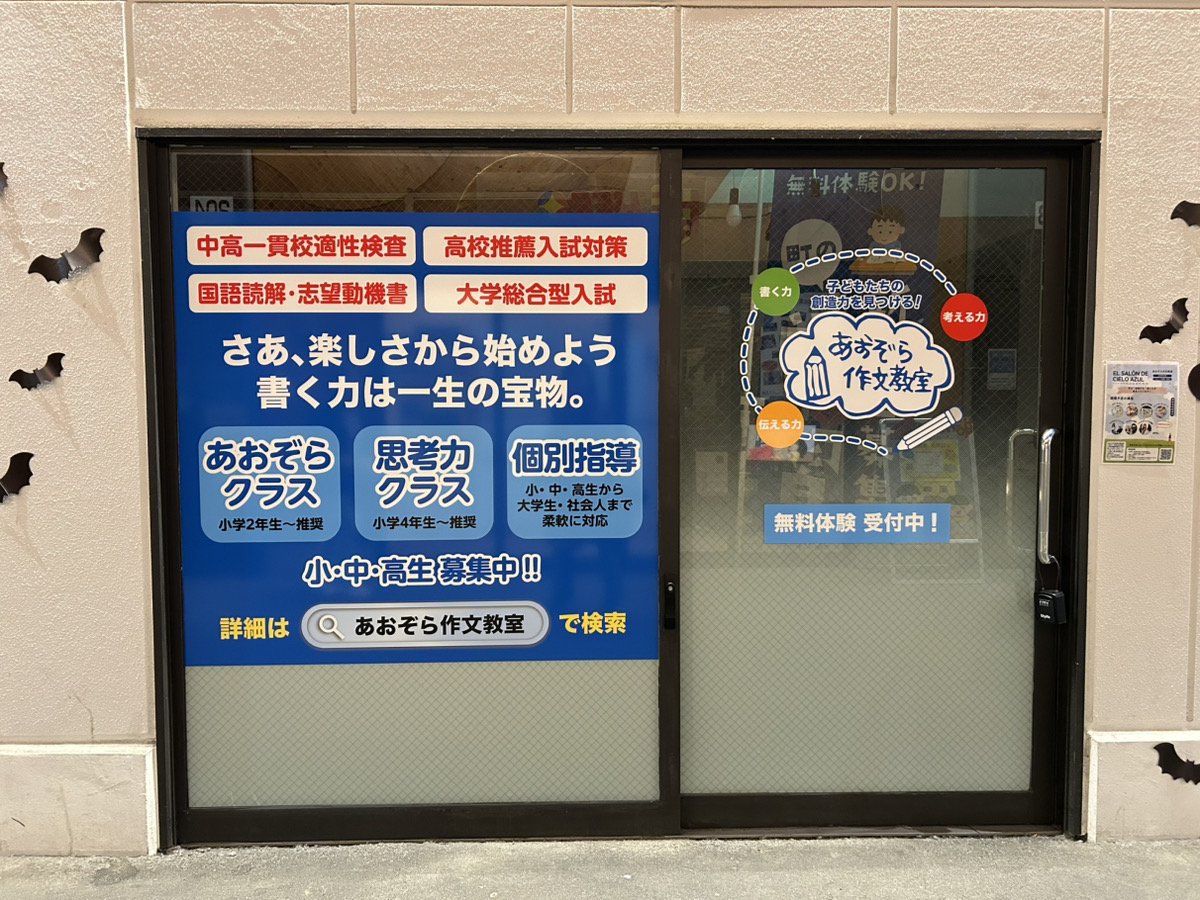 中高一貫校適性検査
高校推薦入試対策
国語読解・志望動機書
大学総合型入試
さあ、楽しさから始めよう
書く力は一生の宝物。
あおぞら
クラス
小学2年生～推奨
思考力
クラス
小学4年生～推奨
個別指導
小・中・高生から
大学生・社会人まで
柔軟に対応
小・中・高生 募集中!!
詳細は
あおぞら作文教室
で検索
無料体験OK!
町の
書く力
子どもたちの
創造力を見つける!
考える力
あおぞら
作文教室
伝える力
無料体験 受付中!
EL SALÓN DE
CIELO AZUL